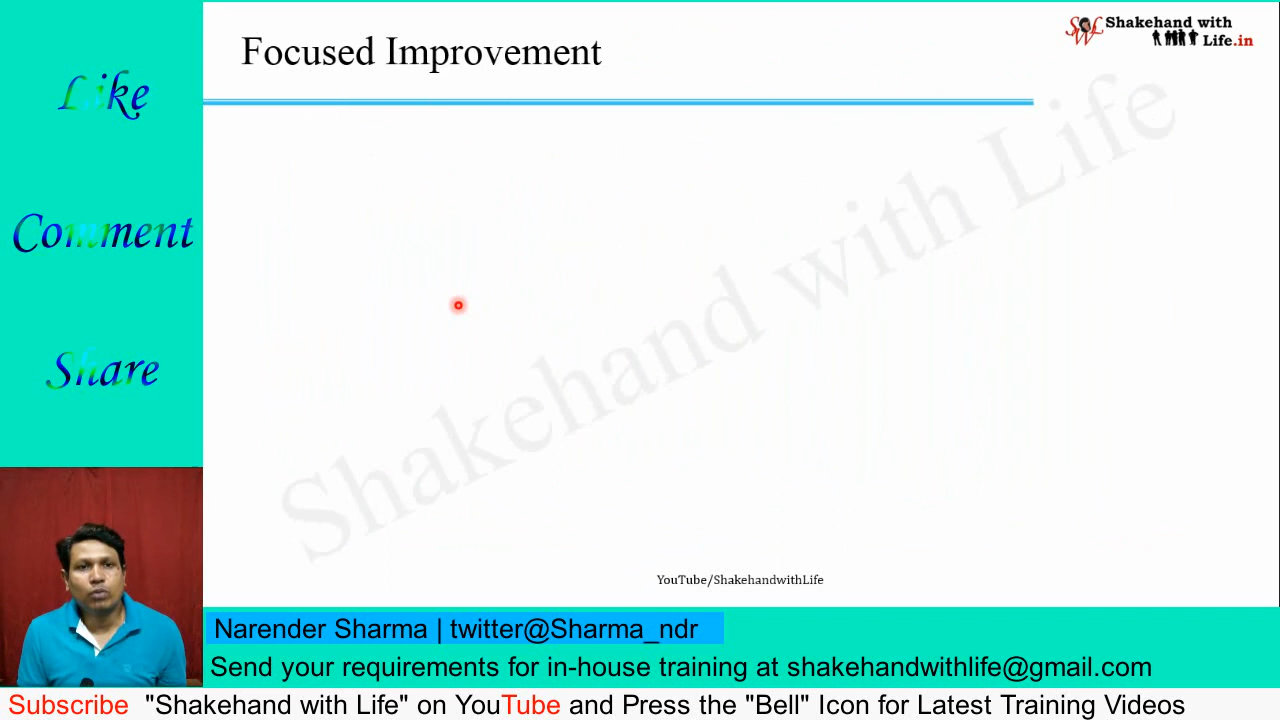 Like
Comment
Share
Focused Improvement
SWL Shakehand with
Life.in
Shakehand with Life
YouTube/ShakehandwithLife
Narender Sharma | twitter@Sharma_ndr
Send your requirements for in-house training at shakehandwithlife@gmail.com
Subscribe "Shakehand with Life" on YouTube and Press the "Bell" Icon for Latest Training Videos